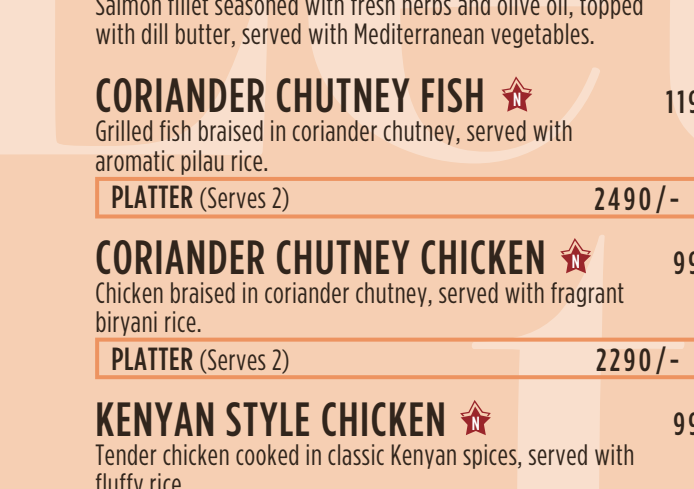 Salmon fillet seasoned with fresh herbs and olive oil, topped
with dill butter, served with Mediterranean vegetables.
CORIANDER CHUTNEY FISH N
Grilled fish braised in coriander chutney, served with
aromatic pilau rice.
PLATTER (Serves 2) 2490/-
CORIANDER CHUTNEY CHICKEN N
Chicken braised in coriander chutney, served with fragrant
biryani rice.
PLATTER (Serves 2) 2290/-
KENYAN STYLE CHICKEN N
Tender chicken cooked in classic Kenyan spices, served with
fluffy rice